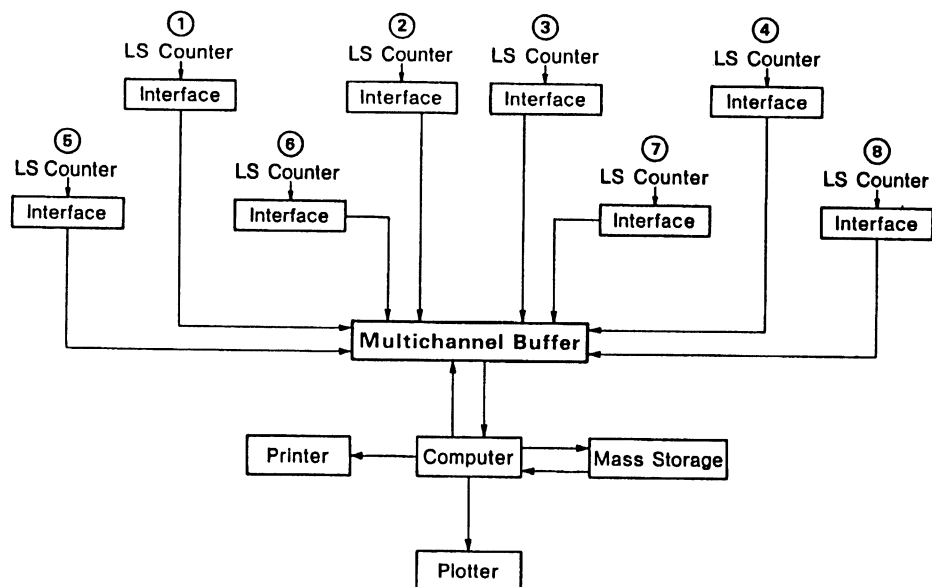 ① ② ③ ④
LS Counter LS Counter LS Counter LS Counter
Interface Interface Interface Interface
⑤ ⑥ ⑦ ⑧
LS Counter LS Counter LS Counter LS Counter
Interface Interface Interface Interface
Multichannel Buffer
Printer Computer Mass Storage
Plotter